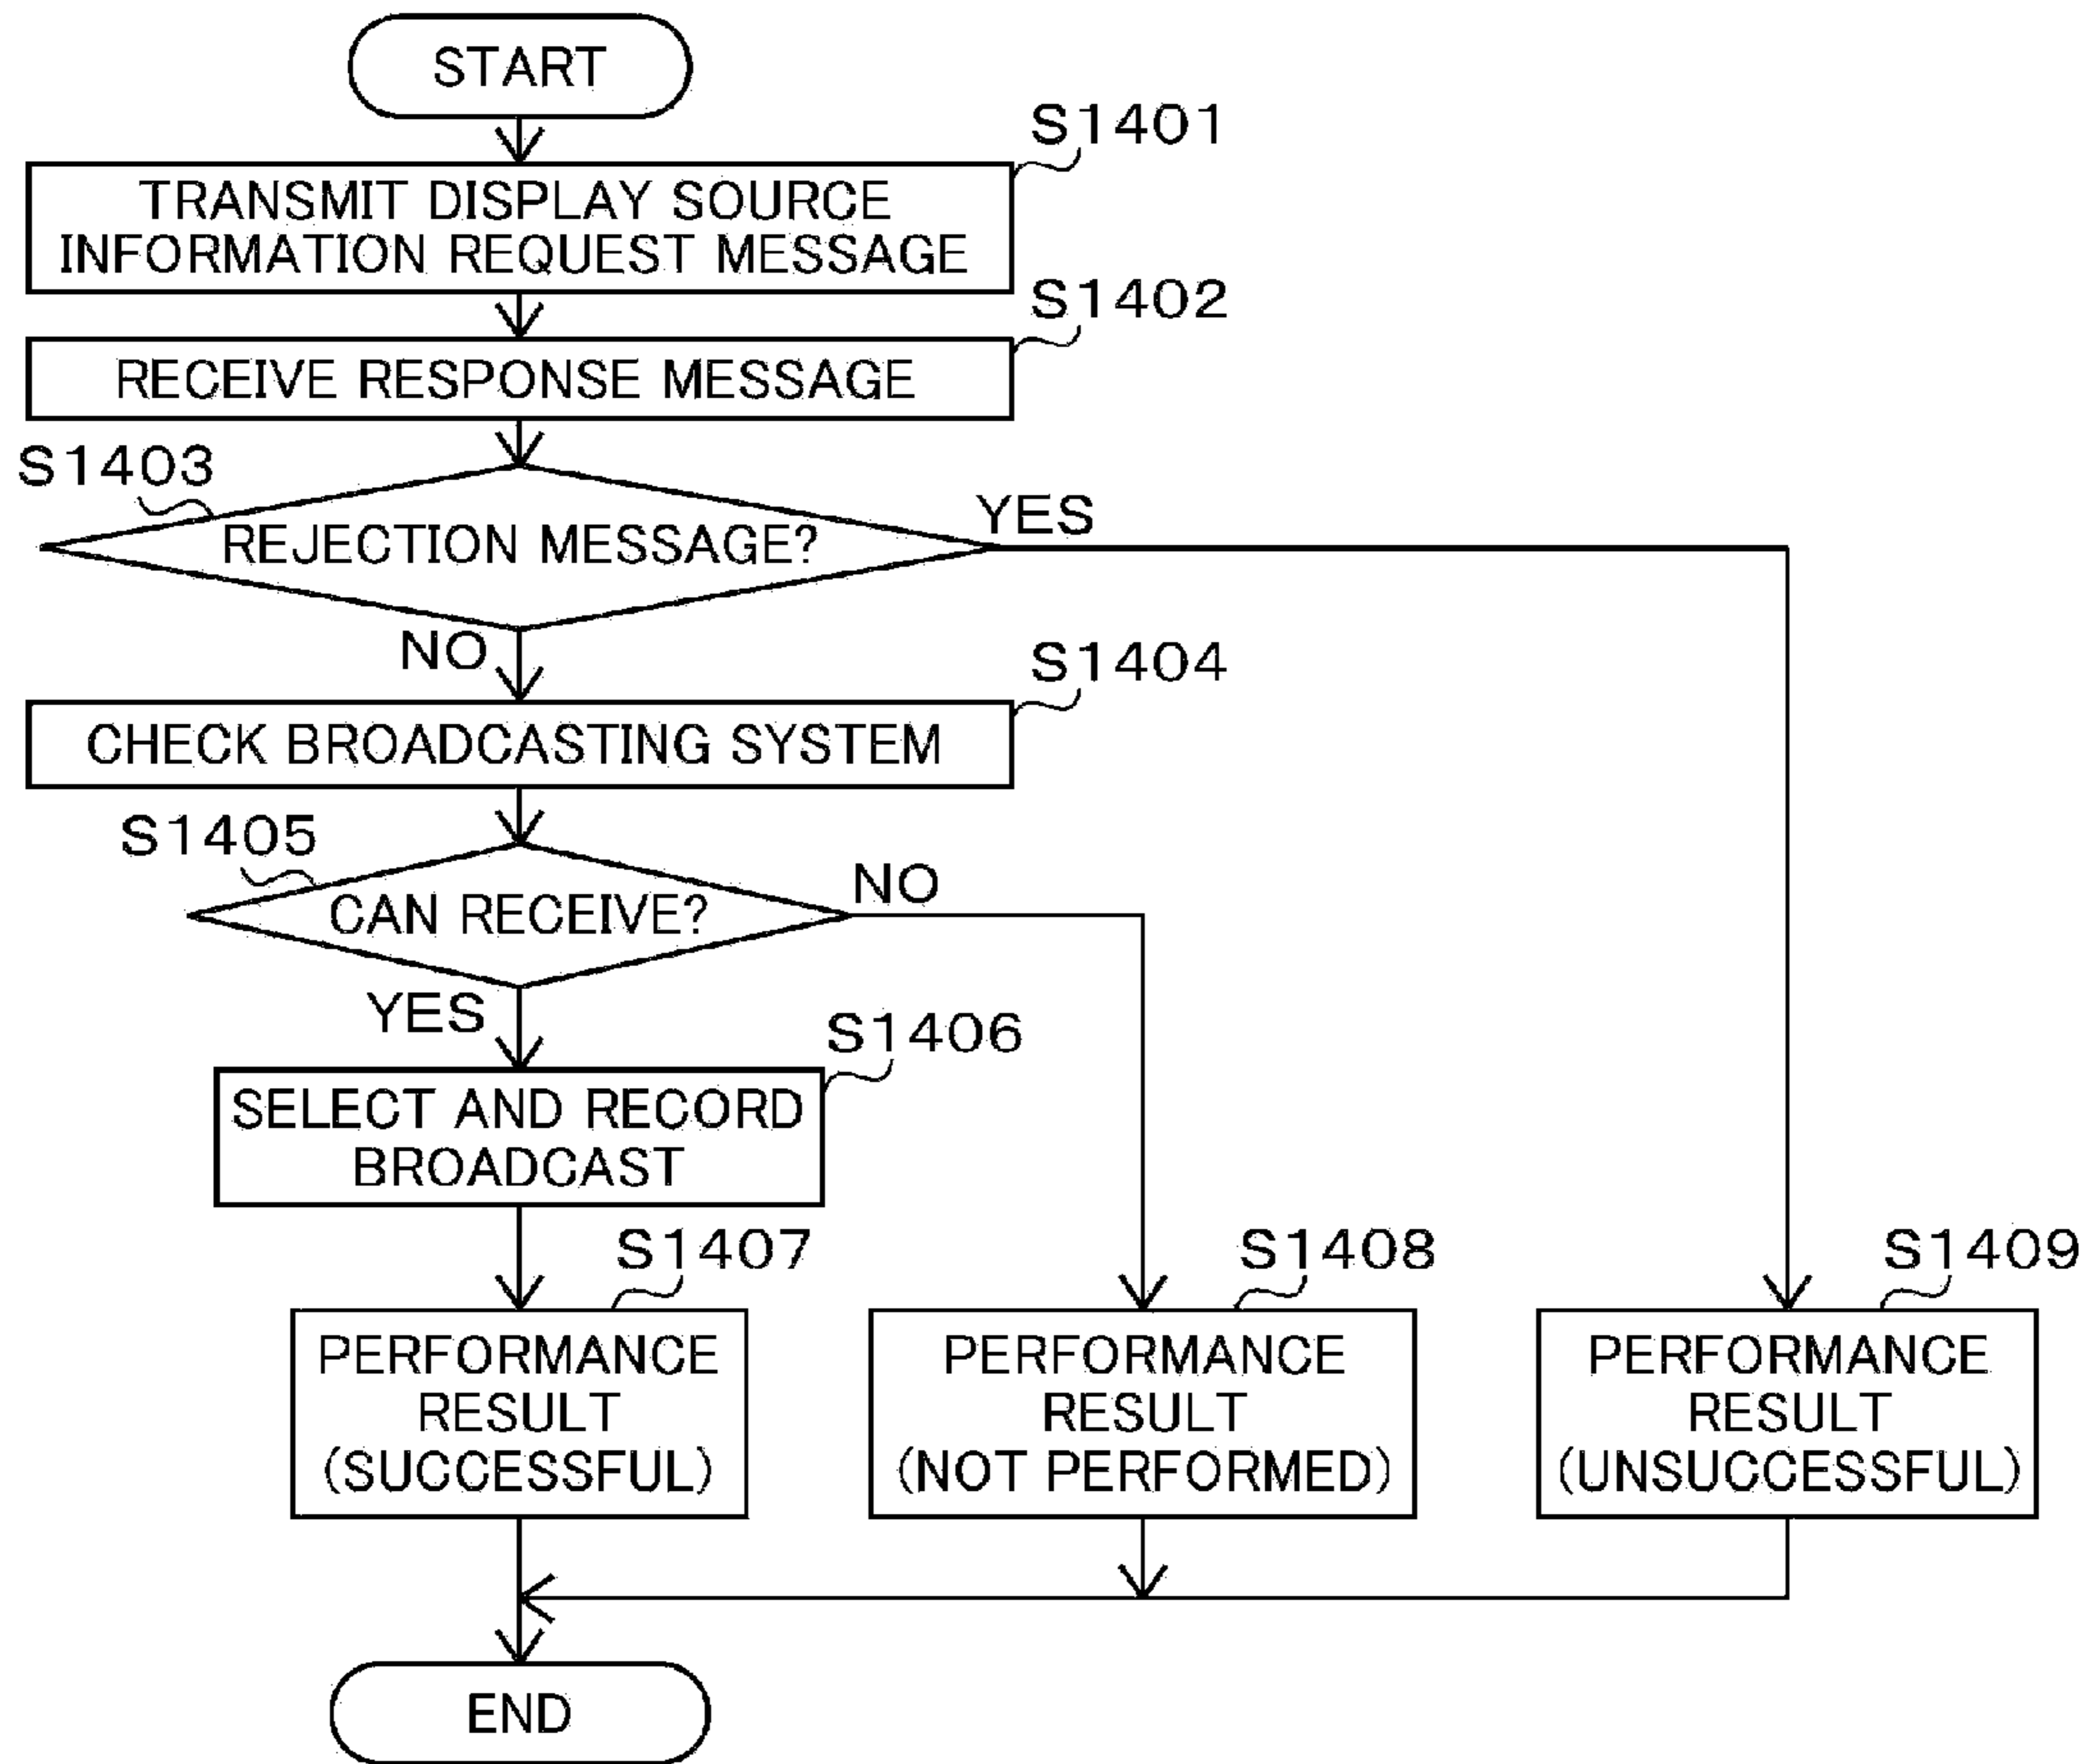 START
S1401
TRANSMIT DISPLAY SOURCE
INFORMATION REQUEST MESSAGE
S1402
RECEIVE RESPONSE MESSAGE
S1403
REJECTION MESSAGE?
YES
NO
S1404
CHECK BROADCASTING SYSTEM
S1405
CAN RECEIVE?
NO
YES
S1406
SELECT AND RECORD
BROADCAST
S1407
PERFORMANCE
RESULT
(SUCCESSFUL)
S1408
PERFORMANCE
RESULT
(NOT PERFORMED)
S1409
PERFORMANCE
RESULT
(UNSUCCESSFUL)
END